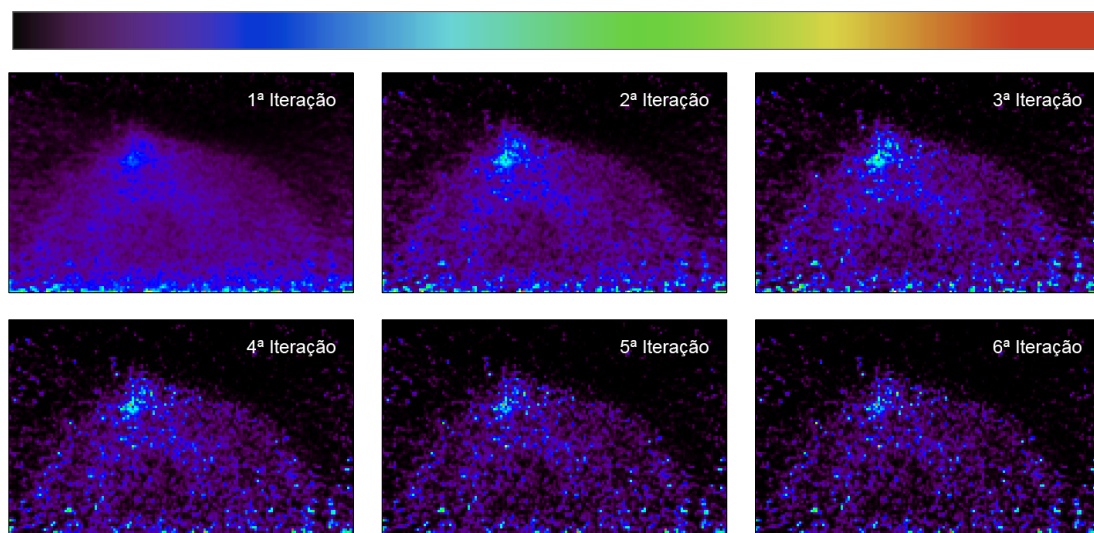 1ª Iteração
2ª Iteração
3ª Iteração
4ª Iteração
5ª Iteração
6ª Iteração